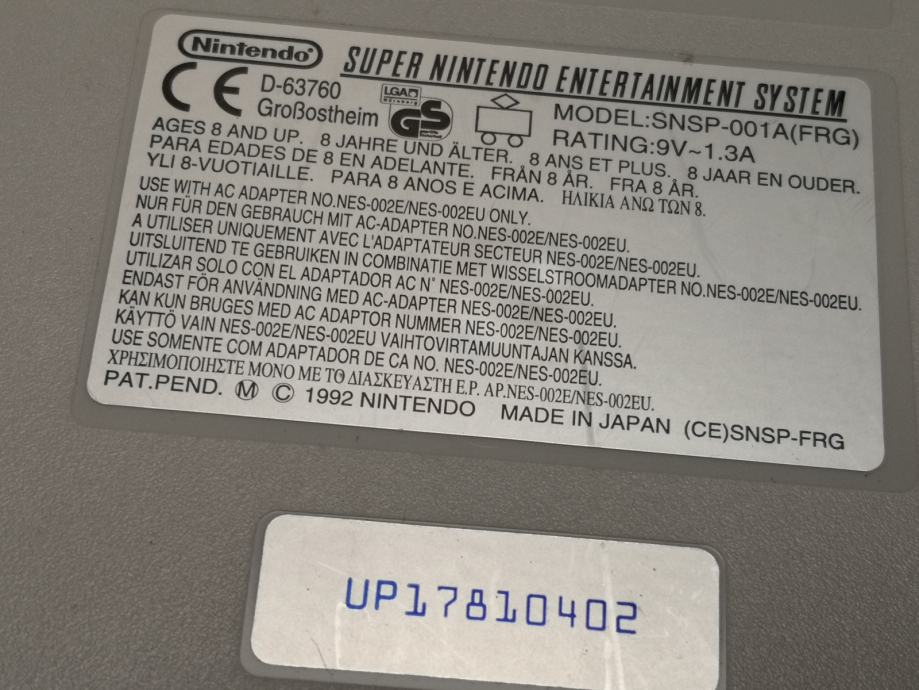 Nintendo®
SUPER NINTENDO ENTERTAINMENT SYSTEM
CE D-63760 LGA GS MODEL:SNSP-001A(FRG)
Großostheim RATING:9V~1.3A
AGES 8 AND UP. 8 JAHRE UND ÄLTER. 8 ANS ET PLUS. 8 JAAR EN OUDER.
PARA EDADES DE 8 EN ADELANTE. FRÅN 8 ÅR. FRA 8 ÅR.
YLI 8-VUOTIAILLE. PARA 8 ANOS E ACIMA. ΗΛΙΚΙΑ ΑΝΩ ΤΩΝ 8.
USE WITH AC ADAPTER NO.NES-002E/NES-002EU ONLY.
NUR FÜR DEN GEBRAUCH MIT AC-ADAPTER NO.NES-002E/NES-002EU.
A UTILISER UNIQUEMENT AVEC L'ADAPTATEUR SECTEUR NES-002E/NES-002EU.
UITSLUITEND TE GEBRUIKEN IN COMBINATIE MET WISSELSTROOMADAPTER NO.NES-002E/NES-002EU.
UTILIZAR SOLO CON EL ADAPTADOR AC N° NES-002E/NES-002EU.
ENDAST FÖR ANVÄNDNING MED AC-ADAPTER NES-002E/NES-002EU.
KAN KUN BRUGES MED AC ADAPTOR NUMMER NES-002E/NES-002EU.
KÄYTTÖ VAIN NES-002E/NES-002EU VAIHTOVIRTAMUUNTAJAN KANSSA.
USE SOMENTE COM ADAPTADOR DE CA NO. NES-002E/NES-002EU.
ΧΡΗΣΙΜΟΠΟΙΗΣΤΕ ΜΟΝΟ ΜΕ ΤΟ ΔΙΑΣΚΕΥΑΣΤΗ Ε.Ρ. ΑΡ.NES-002E/NES-002EU.
PAT.PEND. Ⓜ © 1992 NINTENDO MADE IN JAPAN (CE)SNSP-FRG
UP17810402